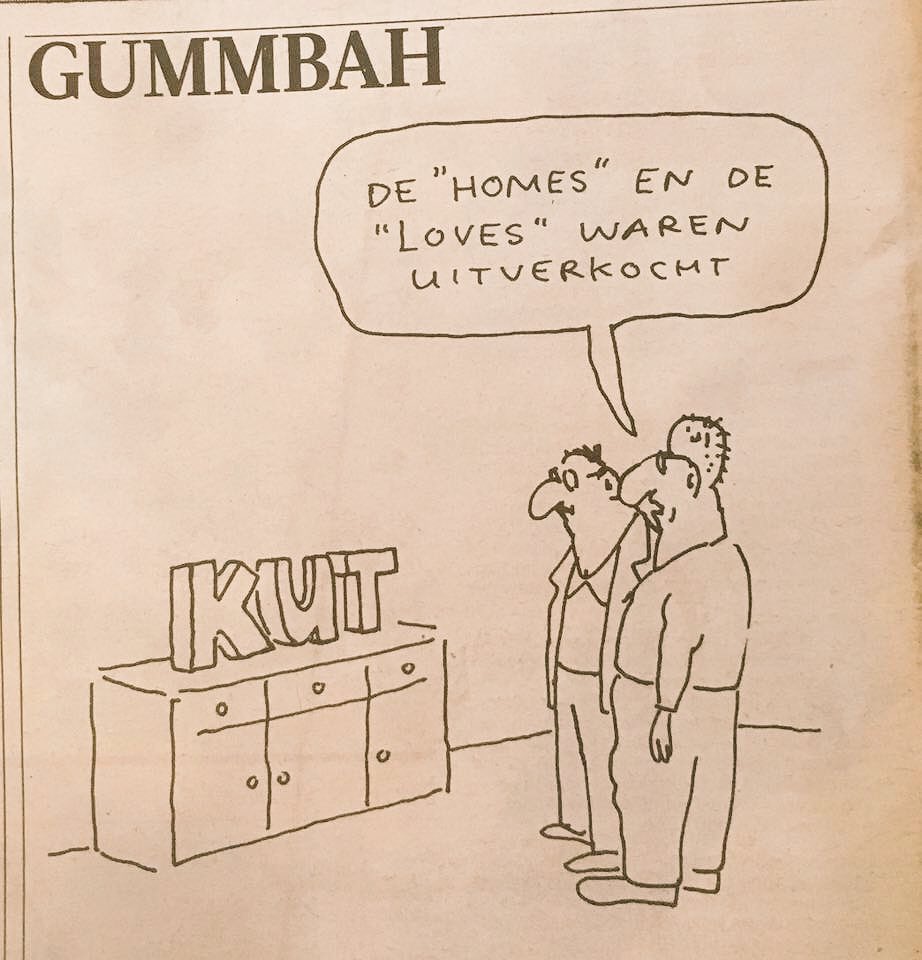 GUMMBAH
DE "HOMES" EN DE
"LOVES" WAREN
UITVERKOCHT
KUT